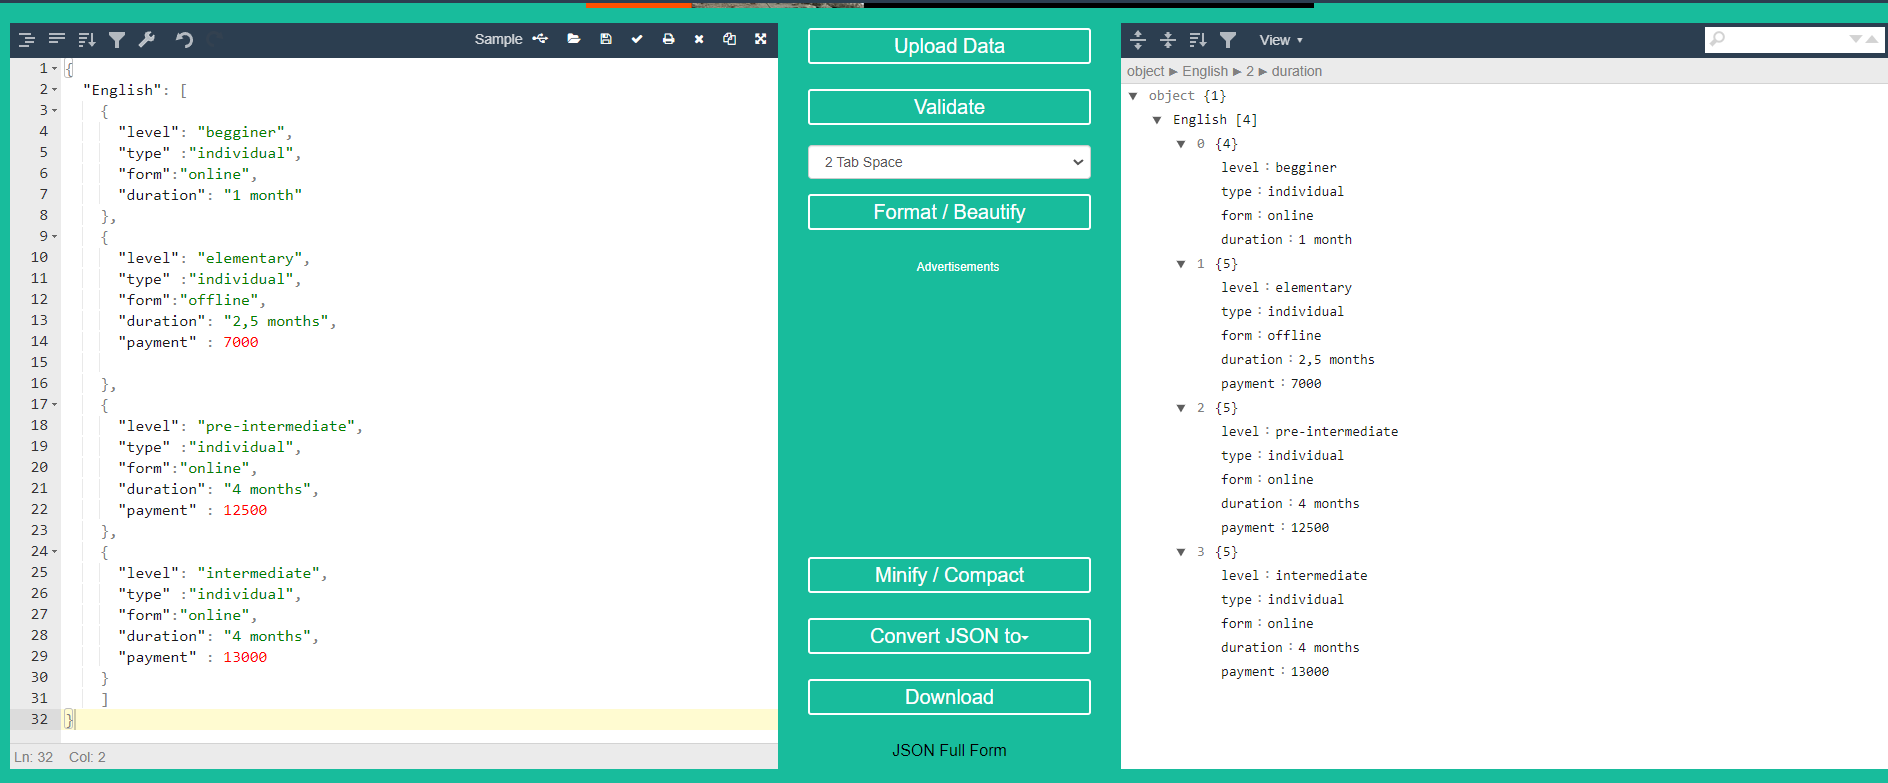 Sample
1 {
2 "English": [
3 {
4 "level": "begginer",
5 "type" :"individual",
6 "form":"online",
7 "duration": "1 month"
8 },
9 {
10 "level": "elementary",
11 "type" :"individual",
12 "form":"offline",
13 "duration": "2,5 months",
14 "payment" : 7000
15
16 },
17 {
18 "level": "pre-intermediate",
19 "type" :"individual",
20 "form":"online",
21 "duration": "4 months",
22 "payment" : 12500
23 },
24 {
25 "level": "intermediate",
26 "type" :"individual",
27 "form":"online",
28 "duration": "4 months",
29 "payment" : 13000
30 }
31 ]
32 }
Ln: 32 Col: 2
Upload Data
Validate
2 Tab Space
Format / Beautify
Advertisements
Minify / Compact
Convert JSON to
Download
JSON Full Form
View
object ► English ► 2 ► duration
object {1}
English [4]
0 {4}
level : begginer
type : individual
form : online
duration : 1 month
1 {5}
level : elementary
type : individual
form : offline
duration : 2,5 months
payment : 7000
2 {5}
level : pre-intermediate
type : individual
form : online
duration : 4 months
payment : 12500
3 {5}
level : intermediate
type : individual
form : online
duration : 4 months
payment : 13000